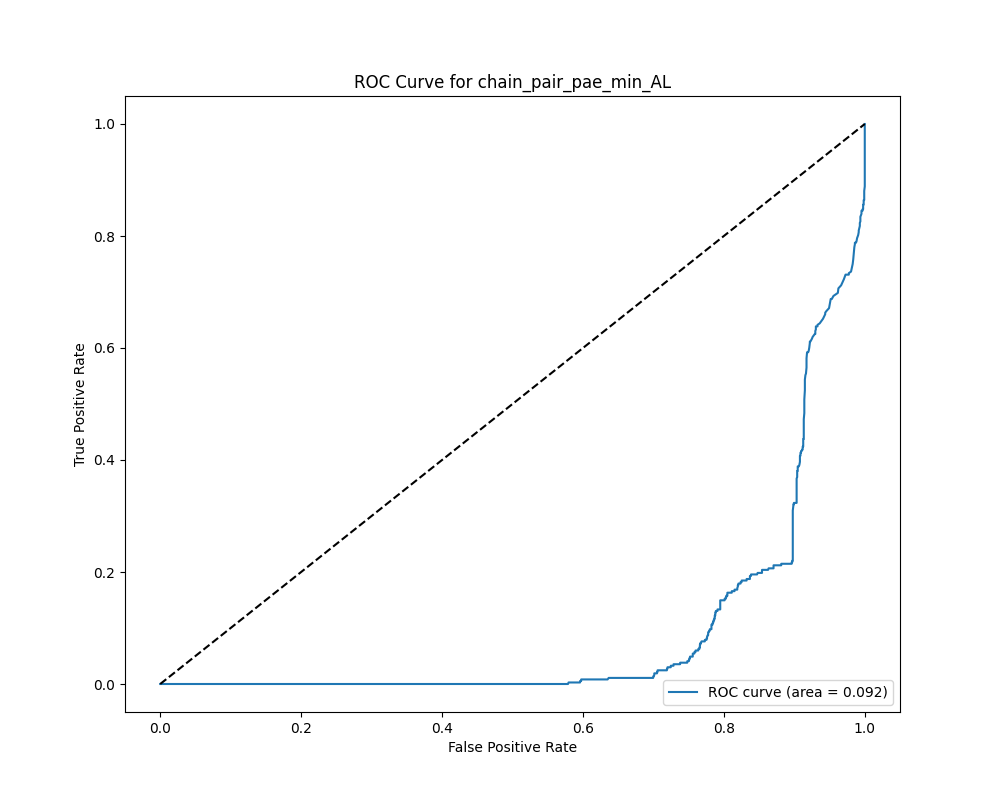 ROC Curve for chain_pair_pae_min_AL
True Positive Rate
1.0
0.8
0.6
0.4
0.2
0.0
ROC curve (area = 0.092)
0.0 0.2 0.4 0.6 0.8 1.0
False Positive Rate